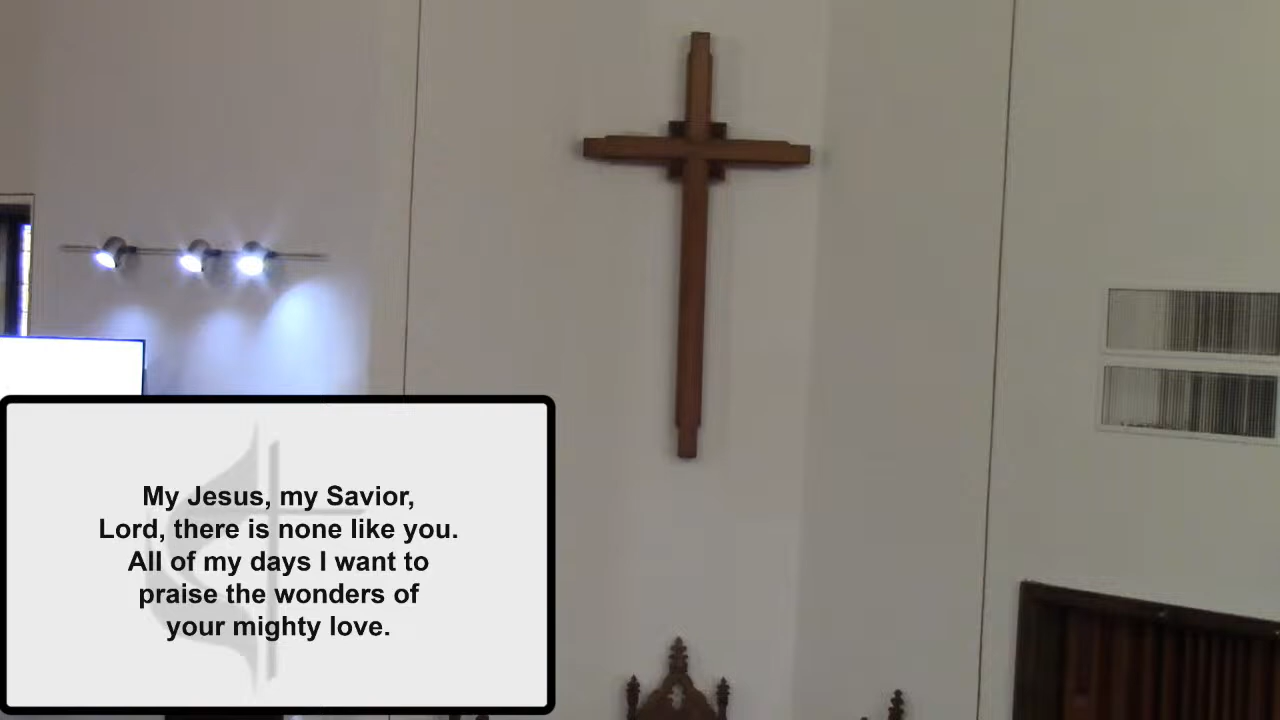 My Jesus, my Savior,
Lord, there is none like you.
All of my days I want to
praise the wonders of
your mighty love.